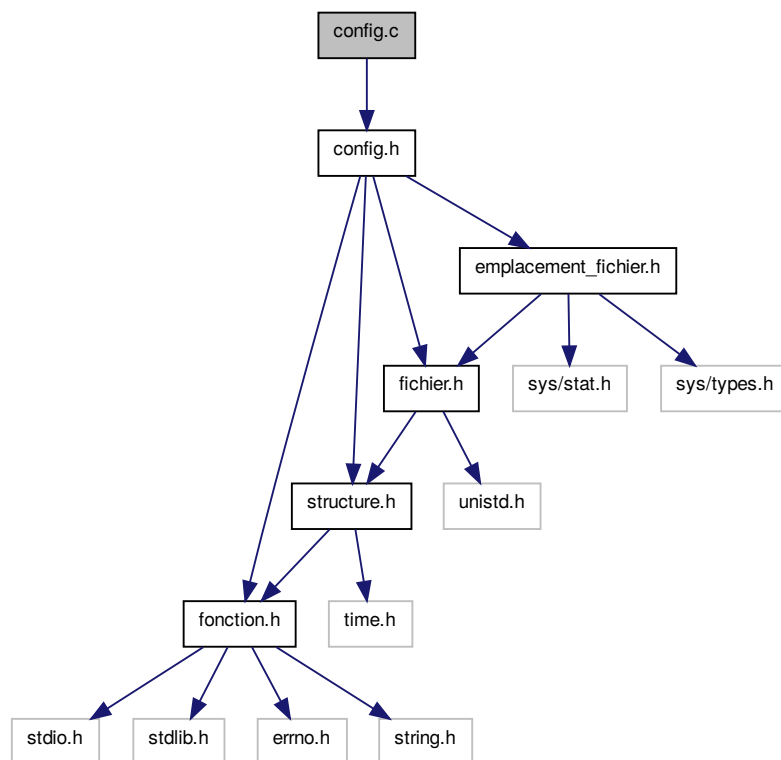 config.c
config.h
emplacement_fichier.h
fichier.h
sys/stat.h
sys/types.h
structure.h
unistd.h
fonction.h
time.h
stdio.h
stdlib.h
errno.h
string.h